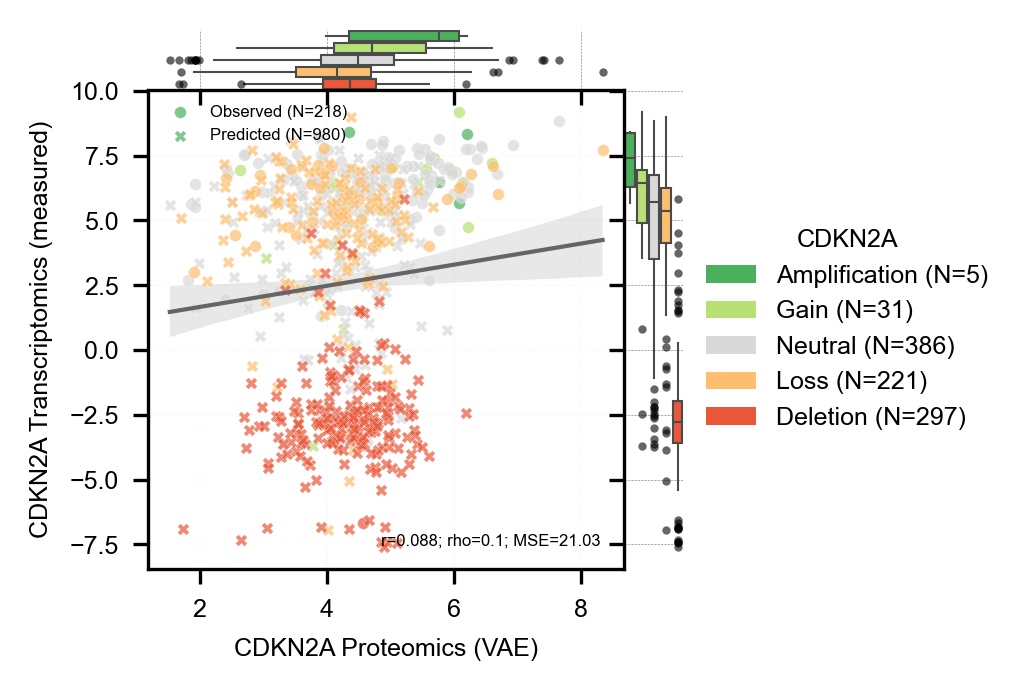 10.0
7.5
5.0
2.5
0.0
−2.5
−5.0
−7.5
CDKN2A Transcriptomics (measured)
Observed (N=218)
Predicted (N=980)
r=0.088; rho=0.1; MSE=21.03
2 4 6 8
CDKN2A Proteomics (VAE)
CDKN2A
Amplification (N=5)
Gain (N=31)
Neutral (N=386)
Loss (N=221)
Deletion (N=297)